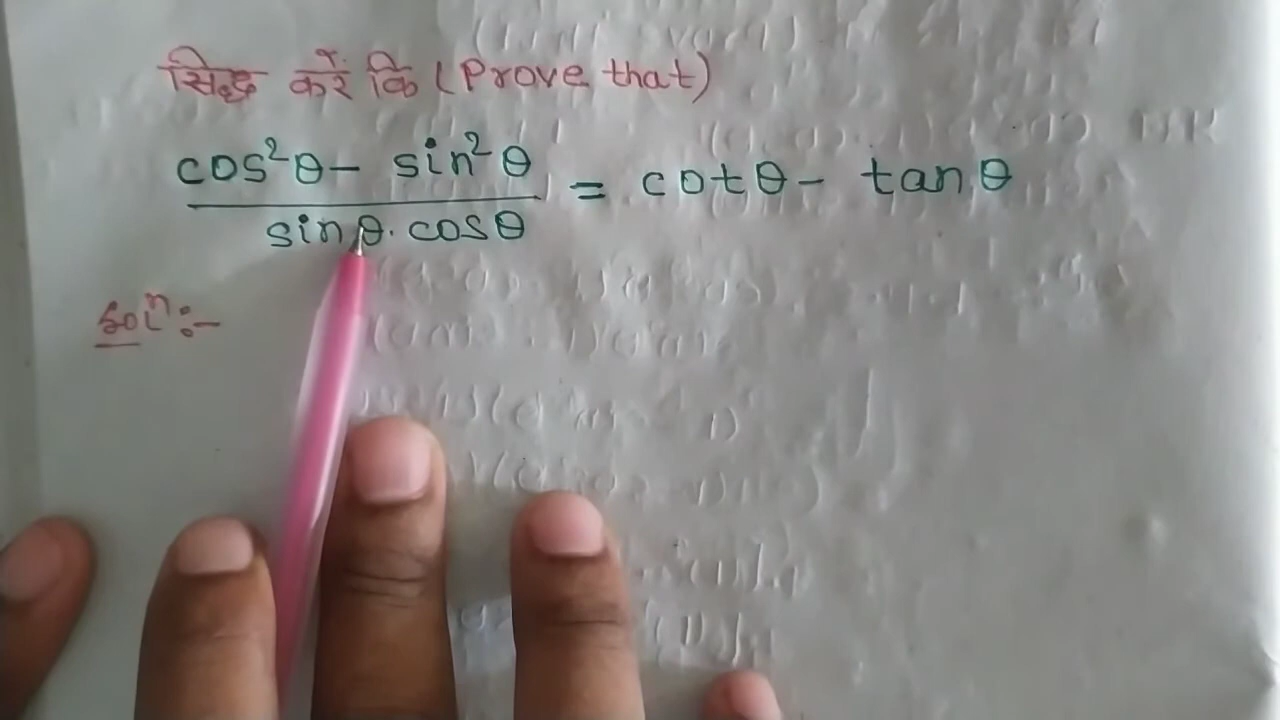 सिद्ध करें कि (Prove that)
cos²θ - sin²θ / sinθ. cosθ = cotθ - tanθ
Solⁿ:-